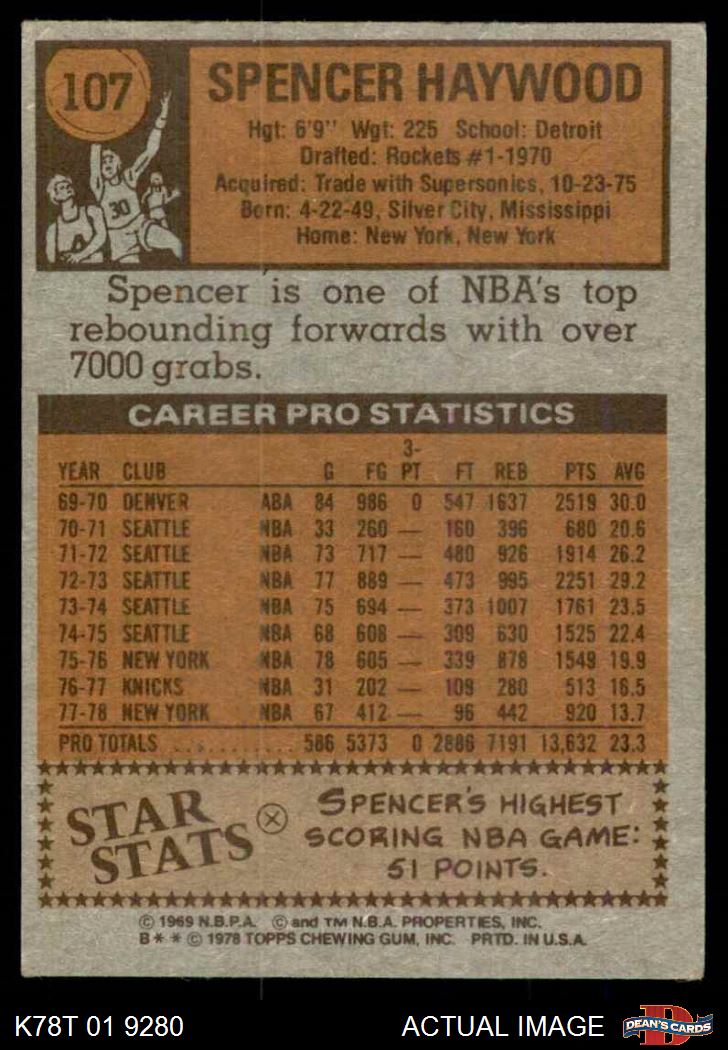 107
SPENCER HAYWOOD
Hgt: 6'9" Wgt: 225 School: Detroit
Drafted: Rockets #1-1970
Acquired: Trade with Supersonics, 10-23-75
Born: 4-22-49, Silver City, Mississippi
Home: New York, New York
30
Spencer is one of NBA's top
rebounding forwards with over
7000 grabs.
CAREER PRO STATISTICS
YEAR CLUB G FG 3-PT FT REB PTS AVG
69-70 DENVER ABA 84 986 0 547 1637 2519 30.0
70-71 SEATTLE NBA 33 260 — 160 396 680 20.6
71-72 SEATTLE NBA 73 717 — 480 926 1914 26.2
72-73 SEATTLE NBA 77 889 — 473 995 2251 29.2
73-74 SEATTLE NBA 75 694 — 373 1007 1761 23.5
74-75 SEATTLE NBA 68 608 — 309 630 1525 22.4
75-76 NEW YORK NBA 78 605 — 339 878 1549 19.9
76-77 KNICKS NBA 31 202 — 109 280 513 16.5
77-78 NEW YORK NBA 67 412 — 96 442 920 13.7
PRO TOTALS ............ 586 5373 0 2886 7191 13,632 23.3
STAR STATS
SPENCER'S HIGHEST
SCORING NBA GAME:
51 POINTS.
© 1969 N.B.P.A. © and TM N.B.A. PROPERTIES, INC.
B * * © 1978 TOPPS CHEWING GUM, INC. PRTD. IN U.S.A.
K78T 01 9280 ACTUAL IMAGE
D
DEAN'S CARDS